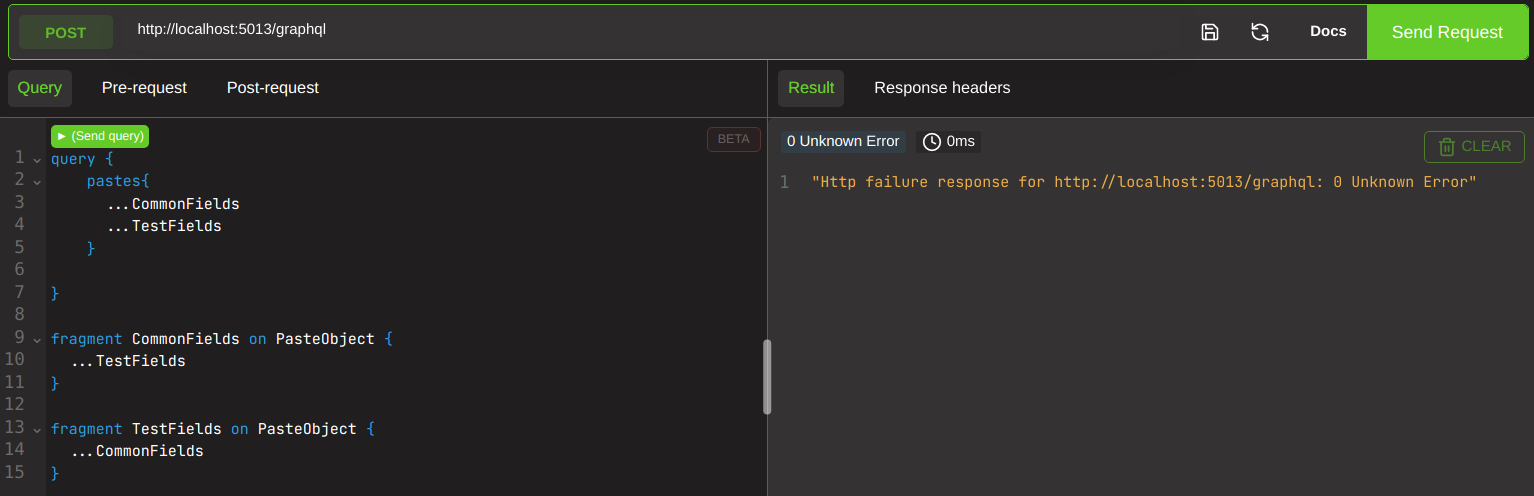 POST http://localhost:5013/graphql Docs Send Request
Query Pre-request Post-request
Result Response headers
(Send query)
BETA
1 query {
2     pastes{
3       ...CommonFields
4       ...TestFields
5     }
6
7 }
8
9 fragment CommonFields on PasteObject {
10   ...TestFields
11 }
12
13 fragment TestFields on PasteObject {
14   ...CommonFields
15 }
0 Unknown Error 0ms
CLEAR
1 "Http failure response for http://localhost:5013/graphql: 0 Unknown Error"